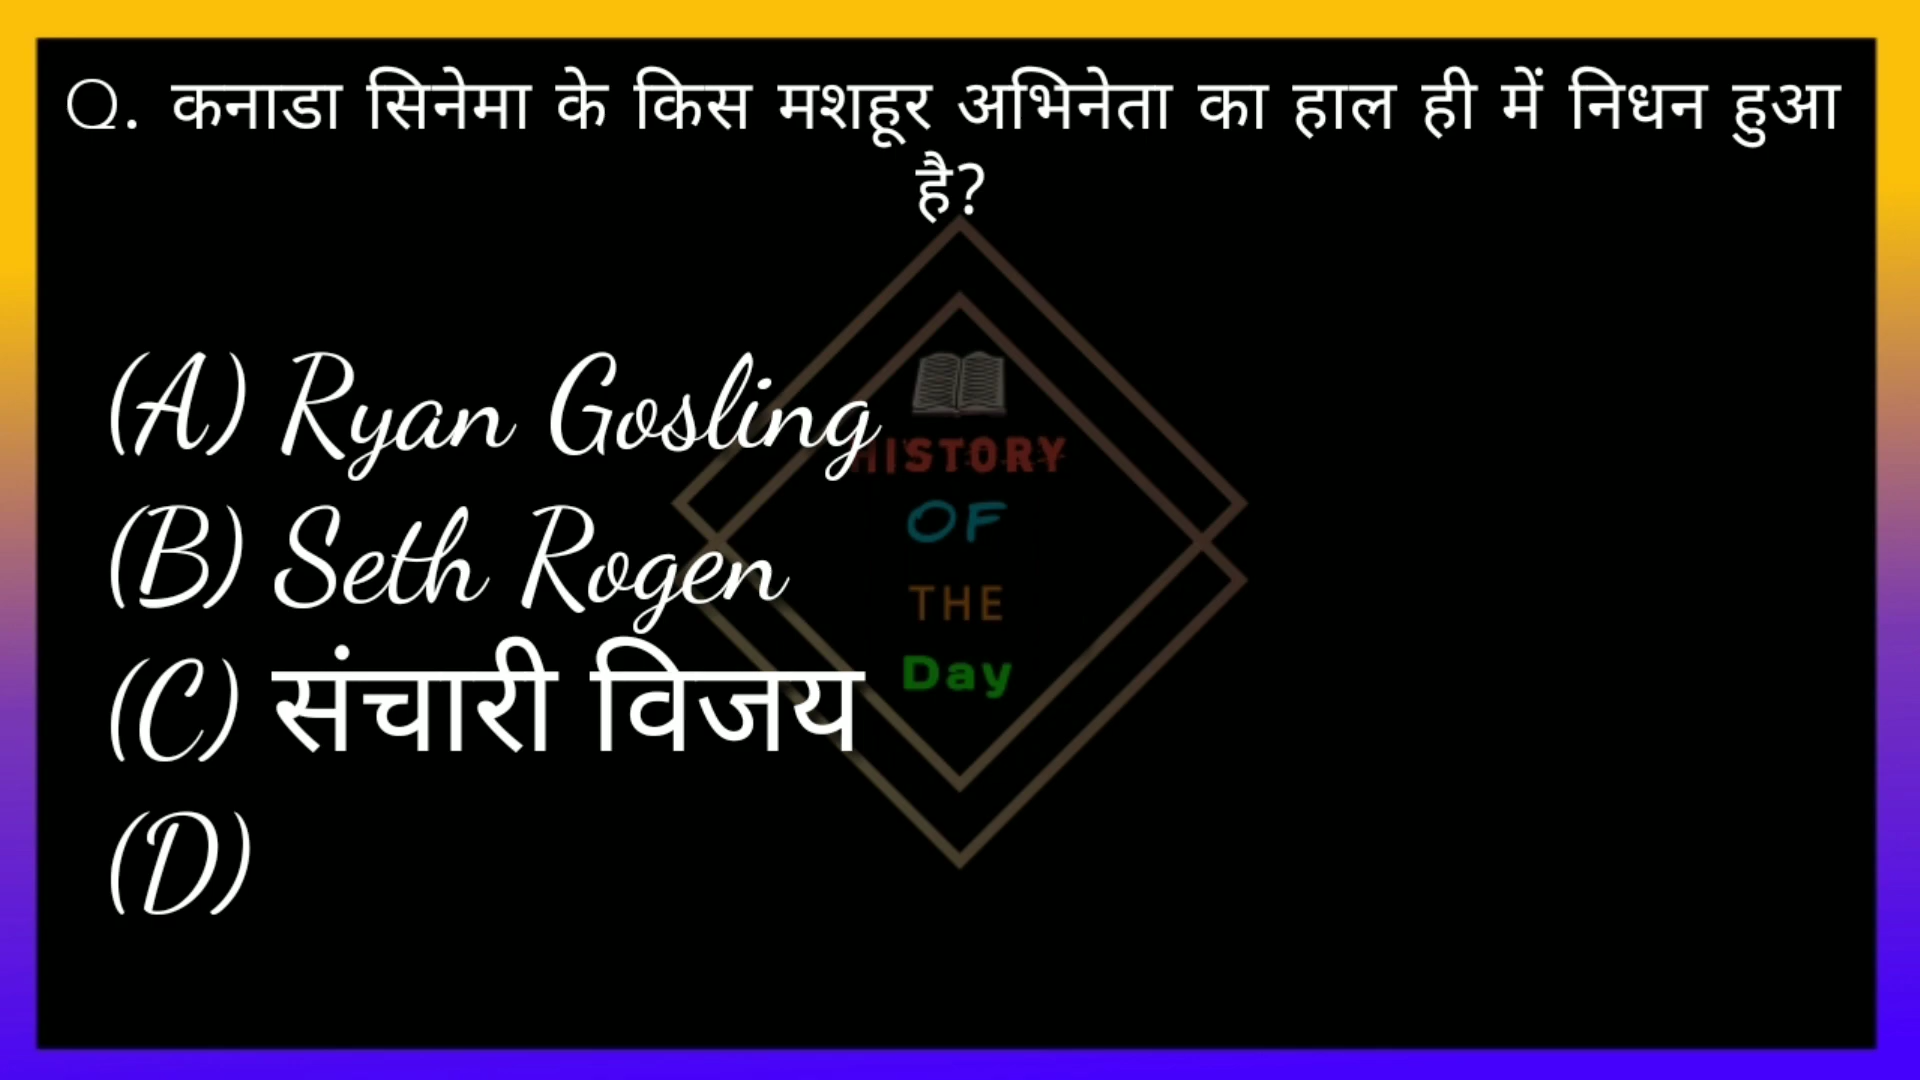 Q. कनाडा सिनेमा के किस मशहूर अभिनेता का हाल ही में निधन हुआ
है?
(A) Ryan Gosling
HISTORY
(B) Seth Rogen
OF
THE
(C) संचारी विजय
Day
(D)